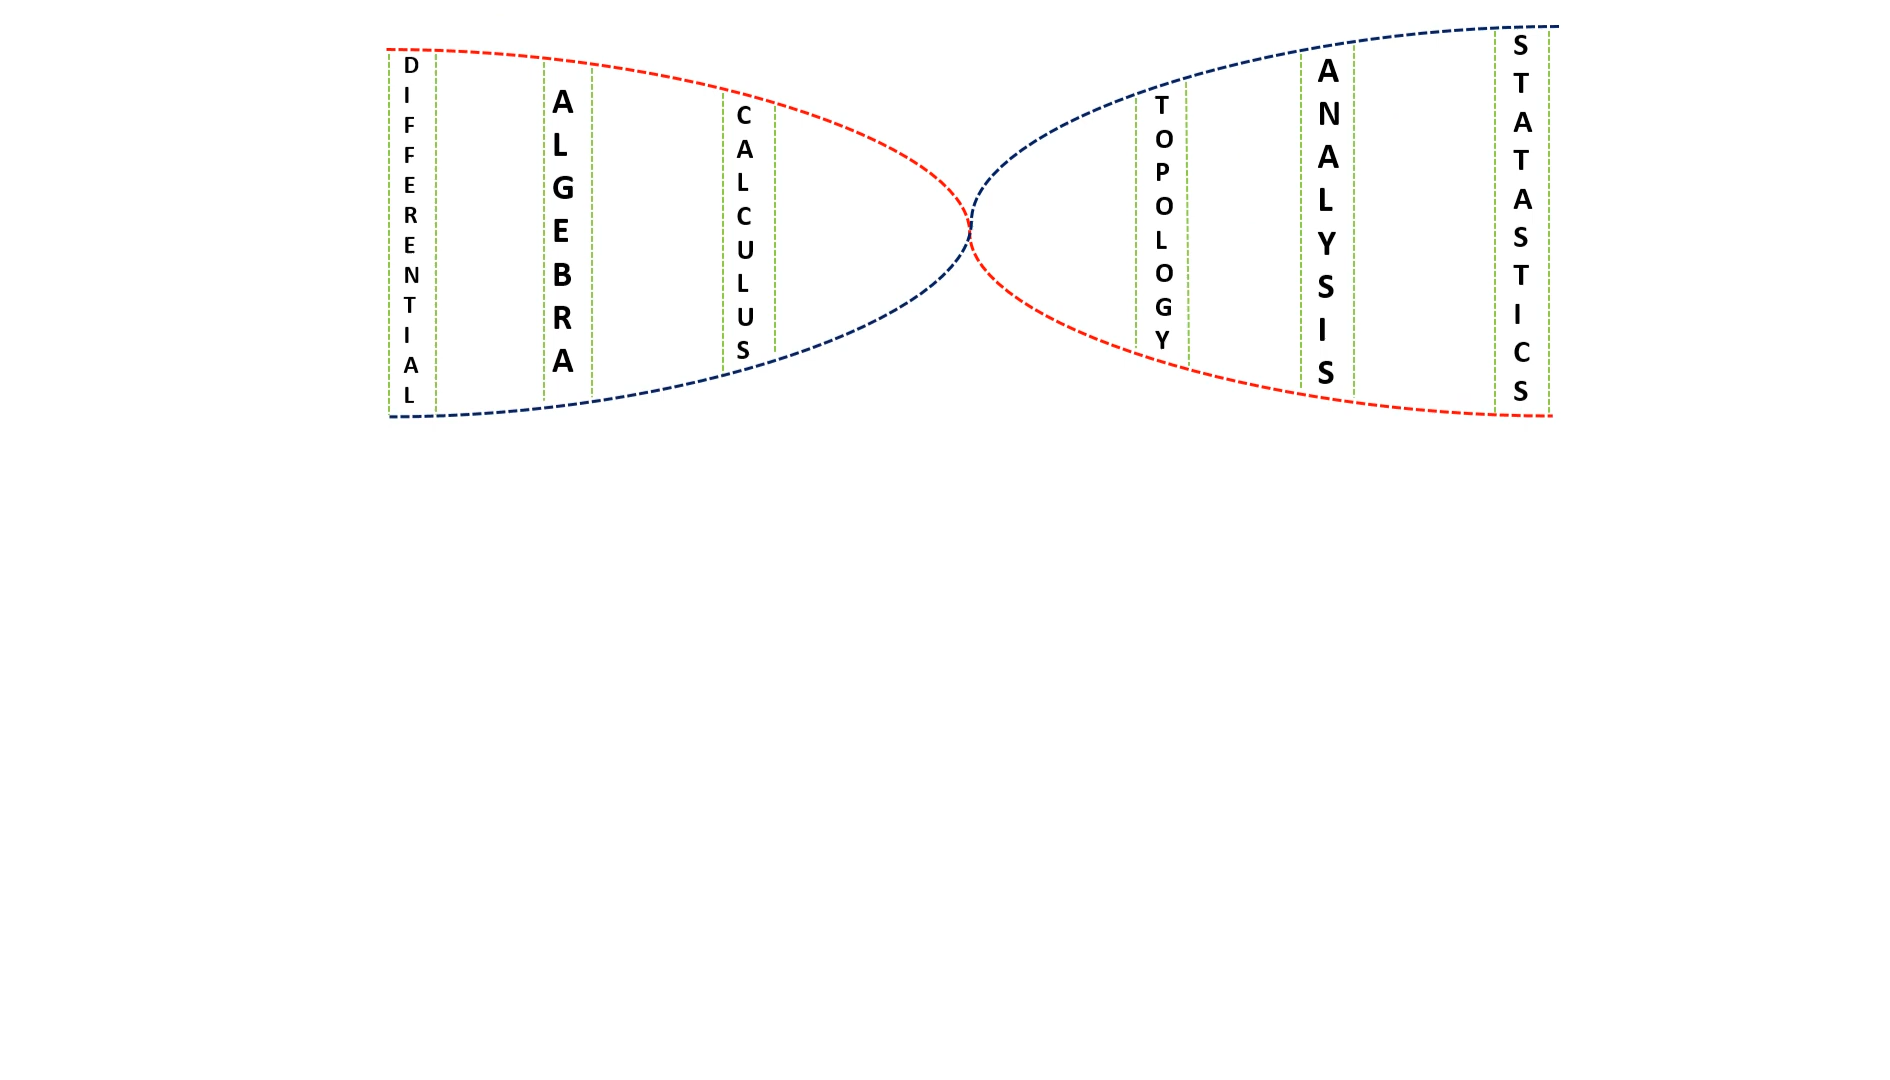 DIFFERENTIAL
ALGEBRA
CALCULUS
TOPOLOGY
ANALYSIS
STATASTICS